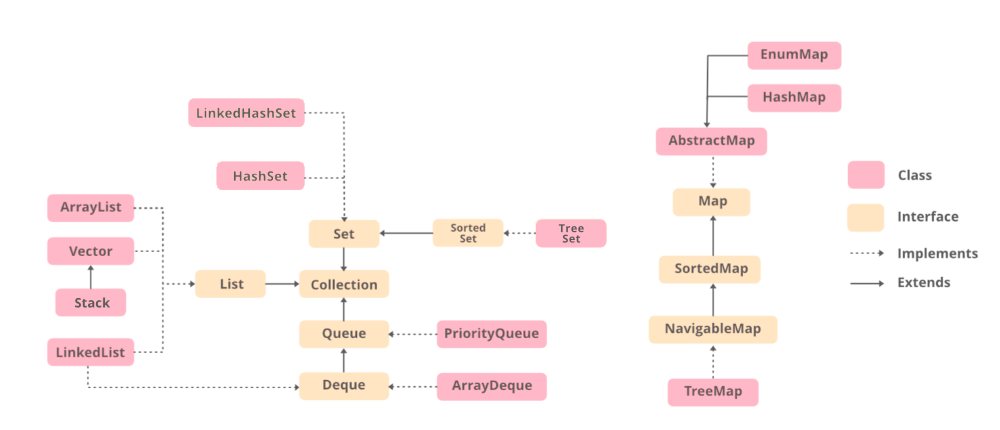 EnumMap
HashMap
LinkedHashSet
AbstractMap
HashSet
Class
ArrayList
Map
Interface
Set
Sorted
Set
Tree
Set
Vector
Implements
SortedMap
List
Collection
Extends
Stack
Queue
PriorityQueue
NavigableMap
LinkedList
Deque
ArrayDeque
TreeMap